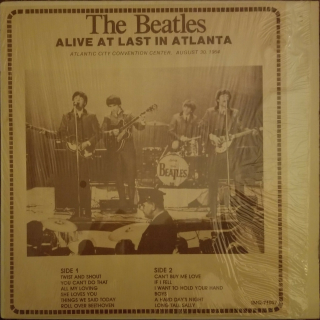 The Beatles
ALIVE AT LAST IN ATLANTA
ATLANTIC CITY CONVENTION CENTER, AUGUST 30, 1964
THE
BEATLES
SIDE 1
TWIST AND SHOUT
YOU CAN'T DO THAT
ALL MY LOVING
SHE LOVES YOU
THINGS WE SAID TODAY
ROLL OVER BEETHOVEN
SIDE 2
CAN'T BUY ME LOVE
IF I FELL
I WANT TO HOLD YOUR HAND
BOYS
A HARD DAY'S NIGHT
LONG TALL SALLY